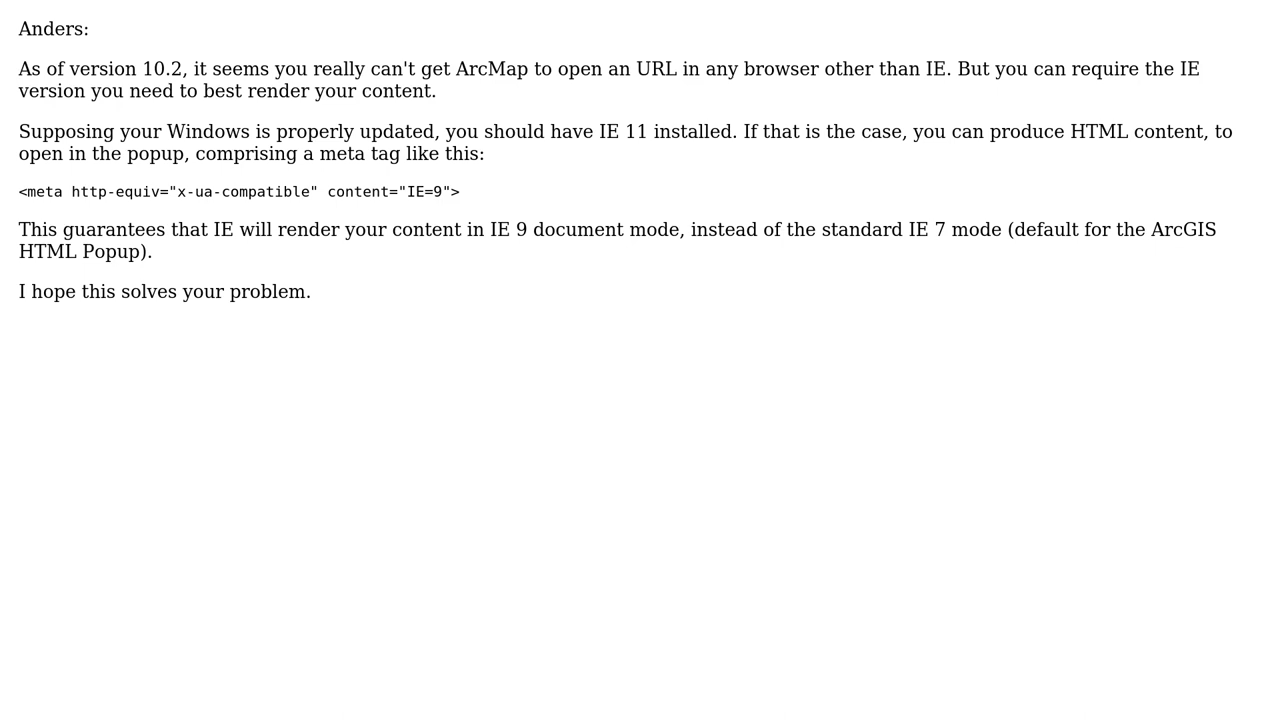 Anders:
As of version 10.2, it seems you really can't get ArcMap to open an URL in any browser other than IE. But you can require the IE
version you need to best render your content.
Supposing your Windows is properly updated, you should have IE 11 installed. If that is the case, you can produce HTML content, to
open in the popup, comprising a meta tag like this:
<meta http-equiv="x-ua-compatible" content="IE=9">
This guarantees that IE will render your content in IE 9 document mode, instead of the standard IE 7 mode (default for the ArcGIS
HTML Popup).
I hope this solves your problem.